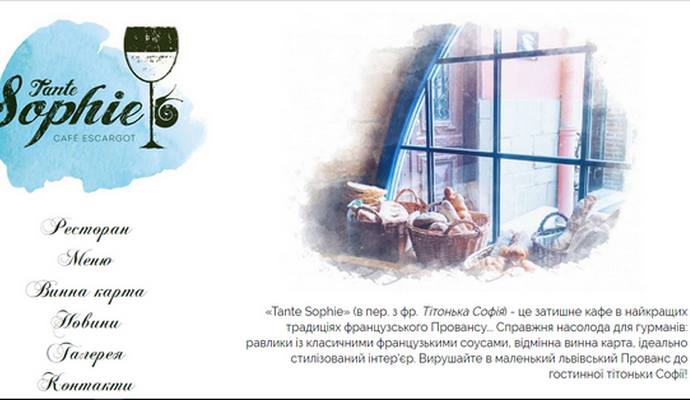 Tante
Sophie
CAFÉ ESCARGOT
Ресторан
Меню
Винна карта
Новини
Галерея
Контакти
«Tante Sophie» (в пер. з фр. Тітонька Софія) - це затишне кафе в найкращих
традиціях французського Провансу... Справжня насолода для гурманів:
равлики із класичними французькими соусами, відмінна винна карта, ідеально
стилізований інтер'єр. Вирушайте в маленький львівський Прованс до
гостинної тітоньки Софії!